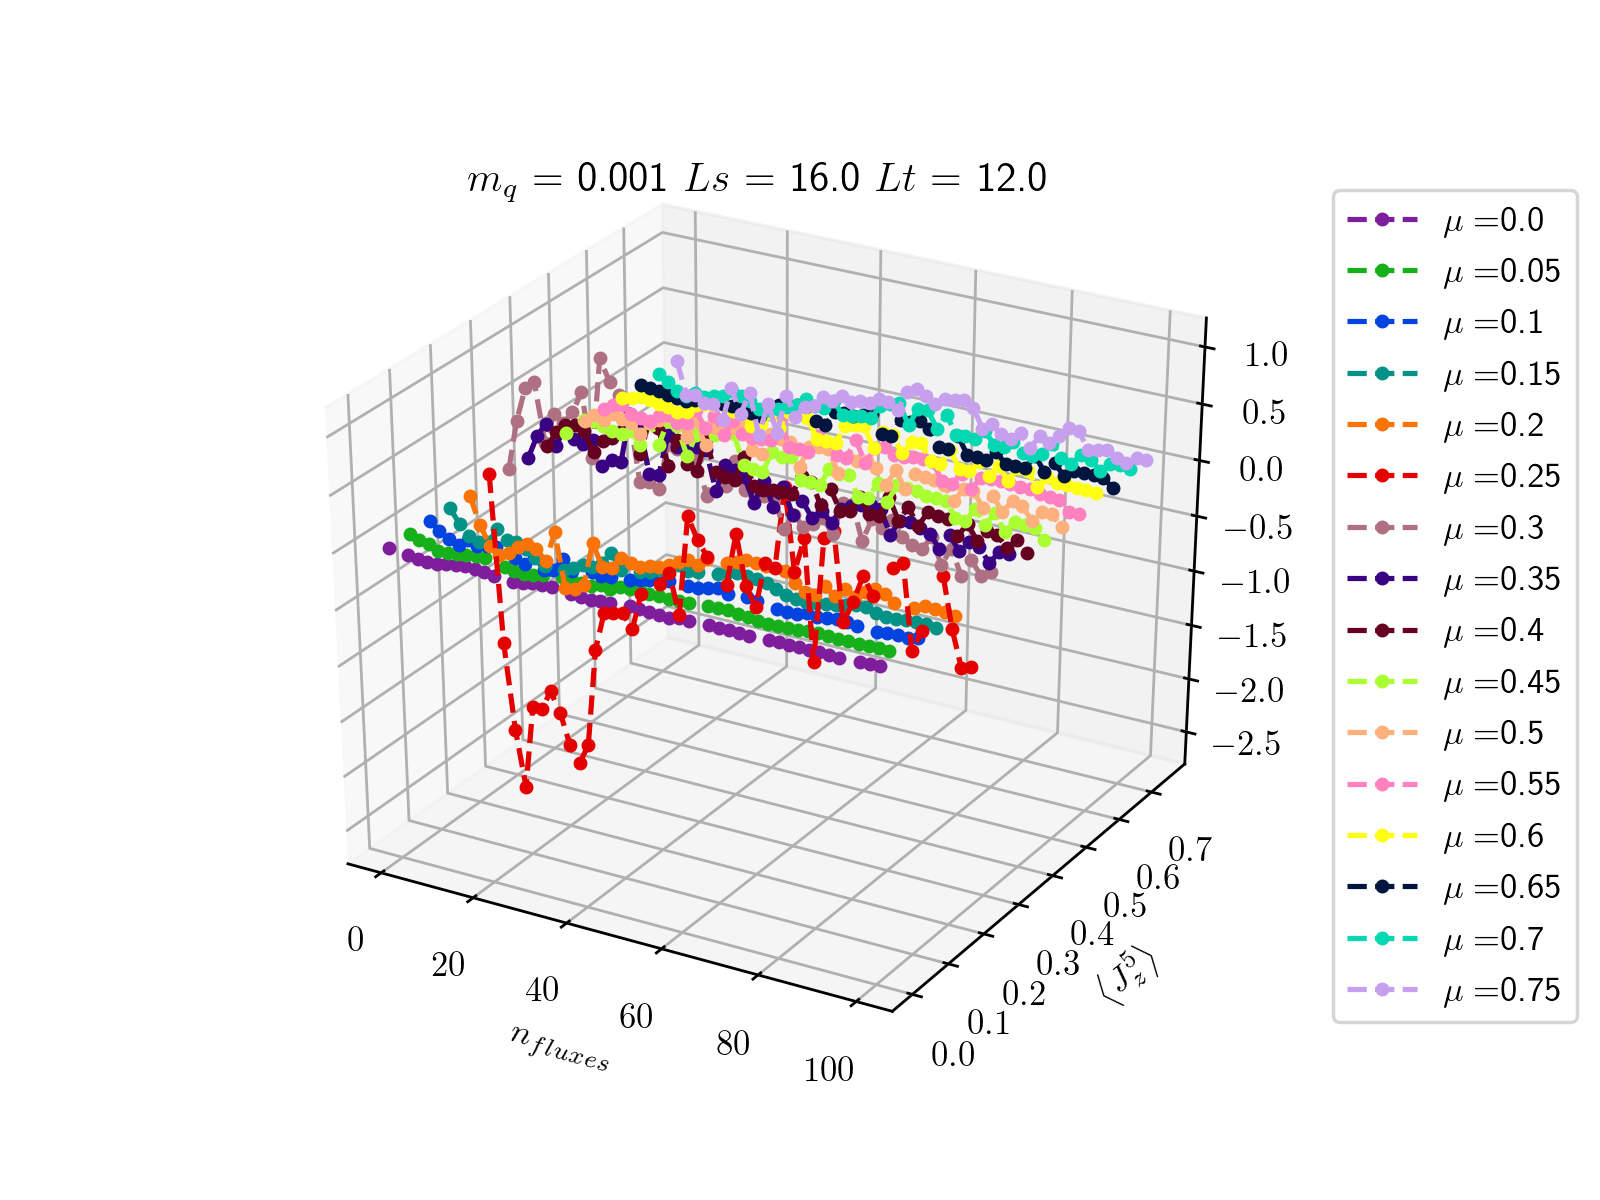 m_q = 0.001 Ls = 16.0 Lt = 12.0
1.0
0.5
0.0
−0.5
−1.0
−1.5
−2.0
−2.5
0
20
40
60
80
100
n_{fluxes}
0.0
0.1
0.2
0.3
0.4
0.5
0.6
0.7
⟨J_z^5⟩
μ =0.0
μ =0.05
μ =0.1
μ =0.15
μ =0.2
μ =0.25
μ =0.3
μ =0.35
μ =0.4
μ =0.45
μ =0.5
μ =0.55
μ =0.6
μ =0.65
μ =0.7
μ =0.75